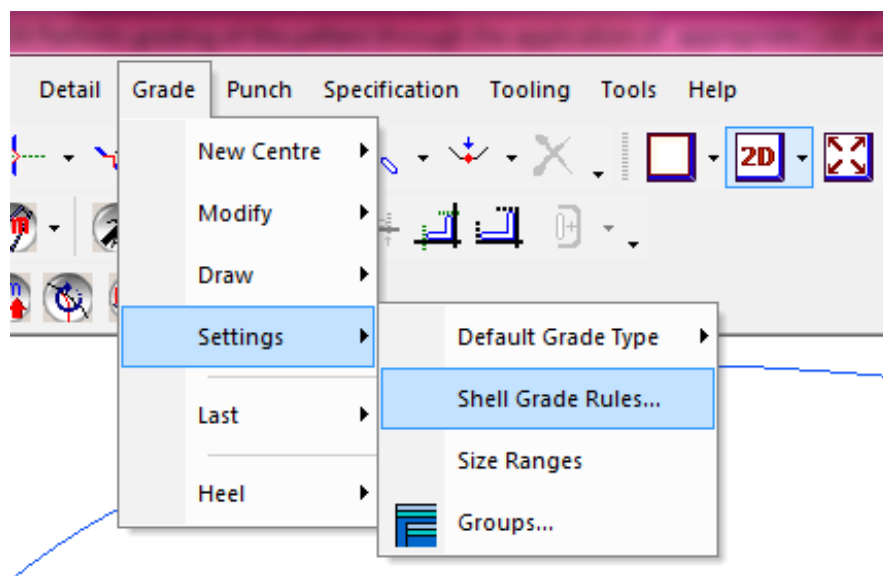 Detail Grade Punch Specification Tooling Tools Help
2D
New Centre
Modify
Draw
Settings
Default Grade Type
Shell Grade Rules...
Last
Size Ranges
Heel
Groups...